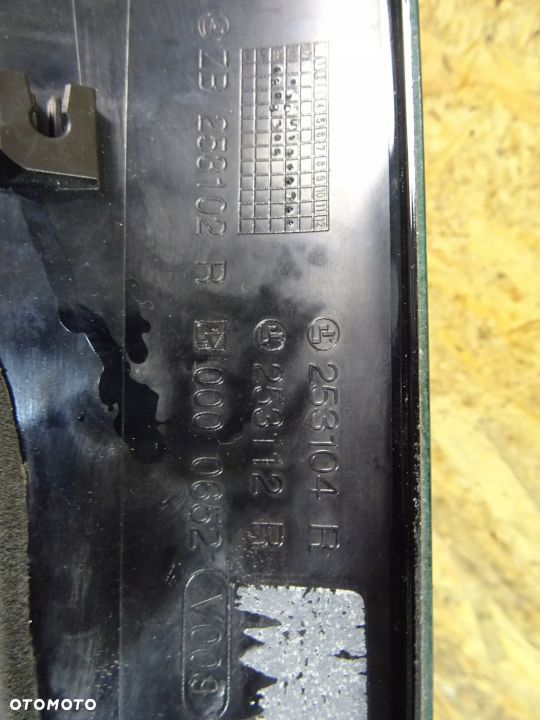 ZB 253102 R
000 0652 V009
253112 R
253104 R
OTOMOTO